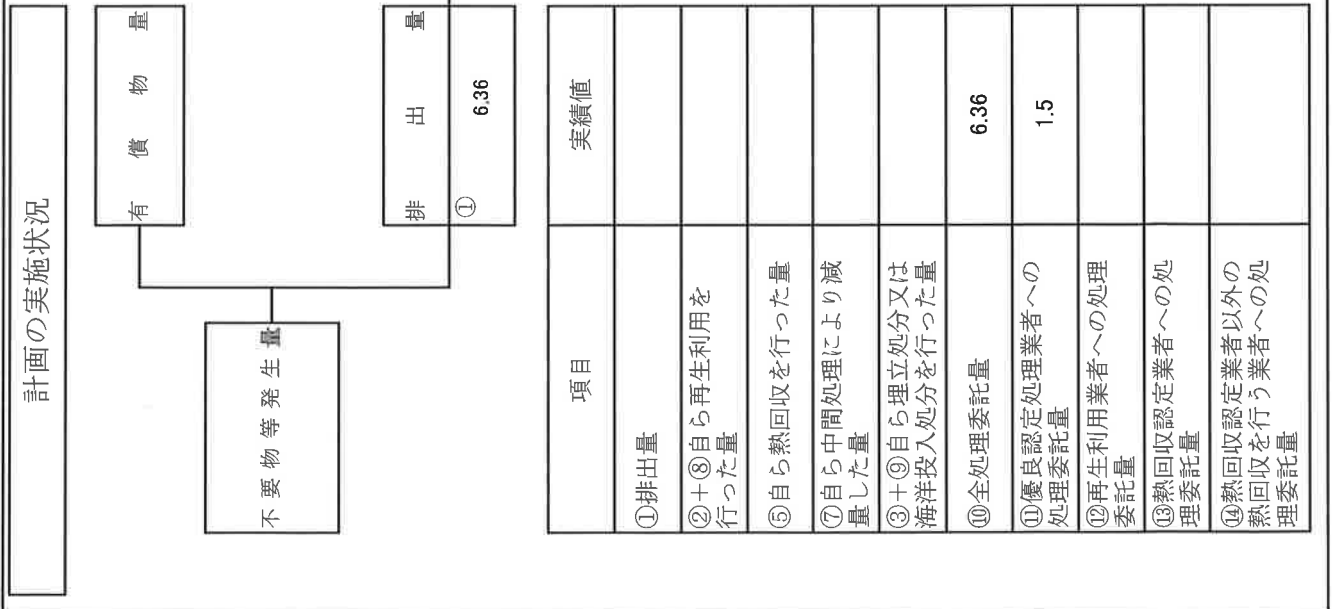 計画の実施状況
有償物量
不要物等発生量
排出量
①
6.36
項目 実績値
①排出量
②＋⑧自ら再生利用を
行った量
⑤自ら熱回収を行った量
⑦自ら中間処理により減
量した量
③＋⑨自ら埋立処分又は
海洋投入処分を行った量
⑩全処理委託量 6.36
⑪優良認定処理業者への
処理委託量 1.5
⑫再生利用業者への処理
委託量
⑬熱回収認定業者への処
理委託量
⑭熱回収認定業者以外の
熱回収を行う業者への処
理委託量